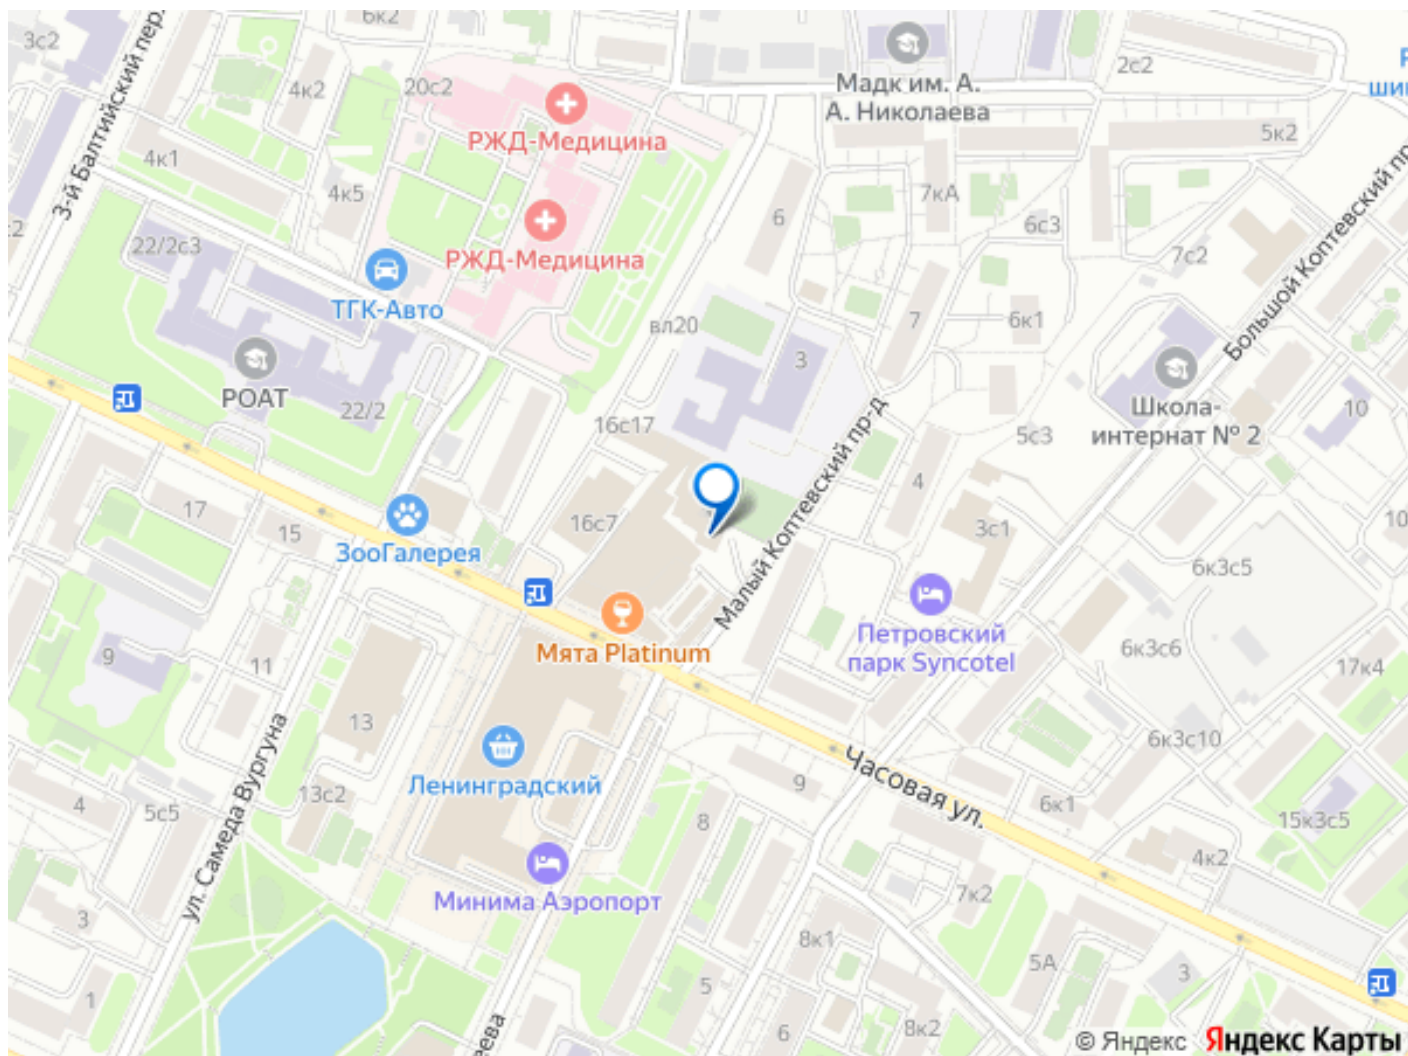 6к2
3с2
2с2
Мадк им. А.
А. Николаева
4к2
20с2
РЖД-Медицина
5к2
3-й Балтийский пер.
4к1
4к5
7кА
6
6с3
22/2с3
РЖД-Медицина
7с2
ТГК-Авто
Большой Коптевский пр
вл20
7
6к1
3
РОАТ
22/2
Школа-
интернат № 2
10
16с17
5с3
Малый Коптевский пр-д
17
4
15
16с7
3с1
10
ЗооГалерея
6к3с5
Мята Platinum
Петровский
парк Syncotel
9
11
6к3с6
17к4
13
6к3с10
Ленинградский
Часовая ул.
9
13с2
4
5с5
8
6к1
15к3с5
ул. Самеда Вургуна
4к2
Минима Аэропорт
7к2
3
8к1
5А
3
1
5
6
8к2
еева
© Яндекс Яндекс Карты